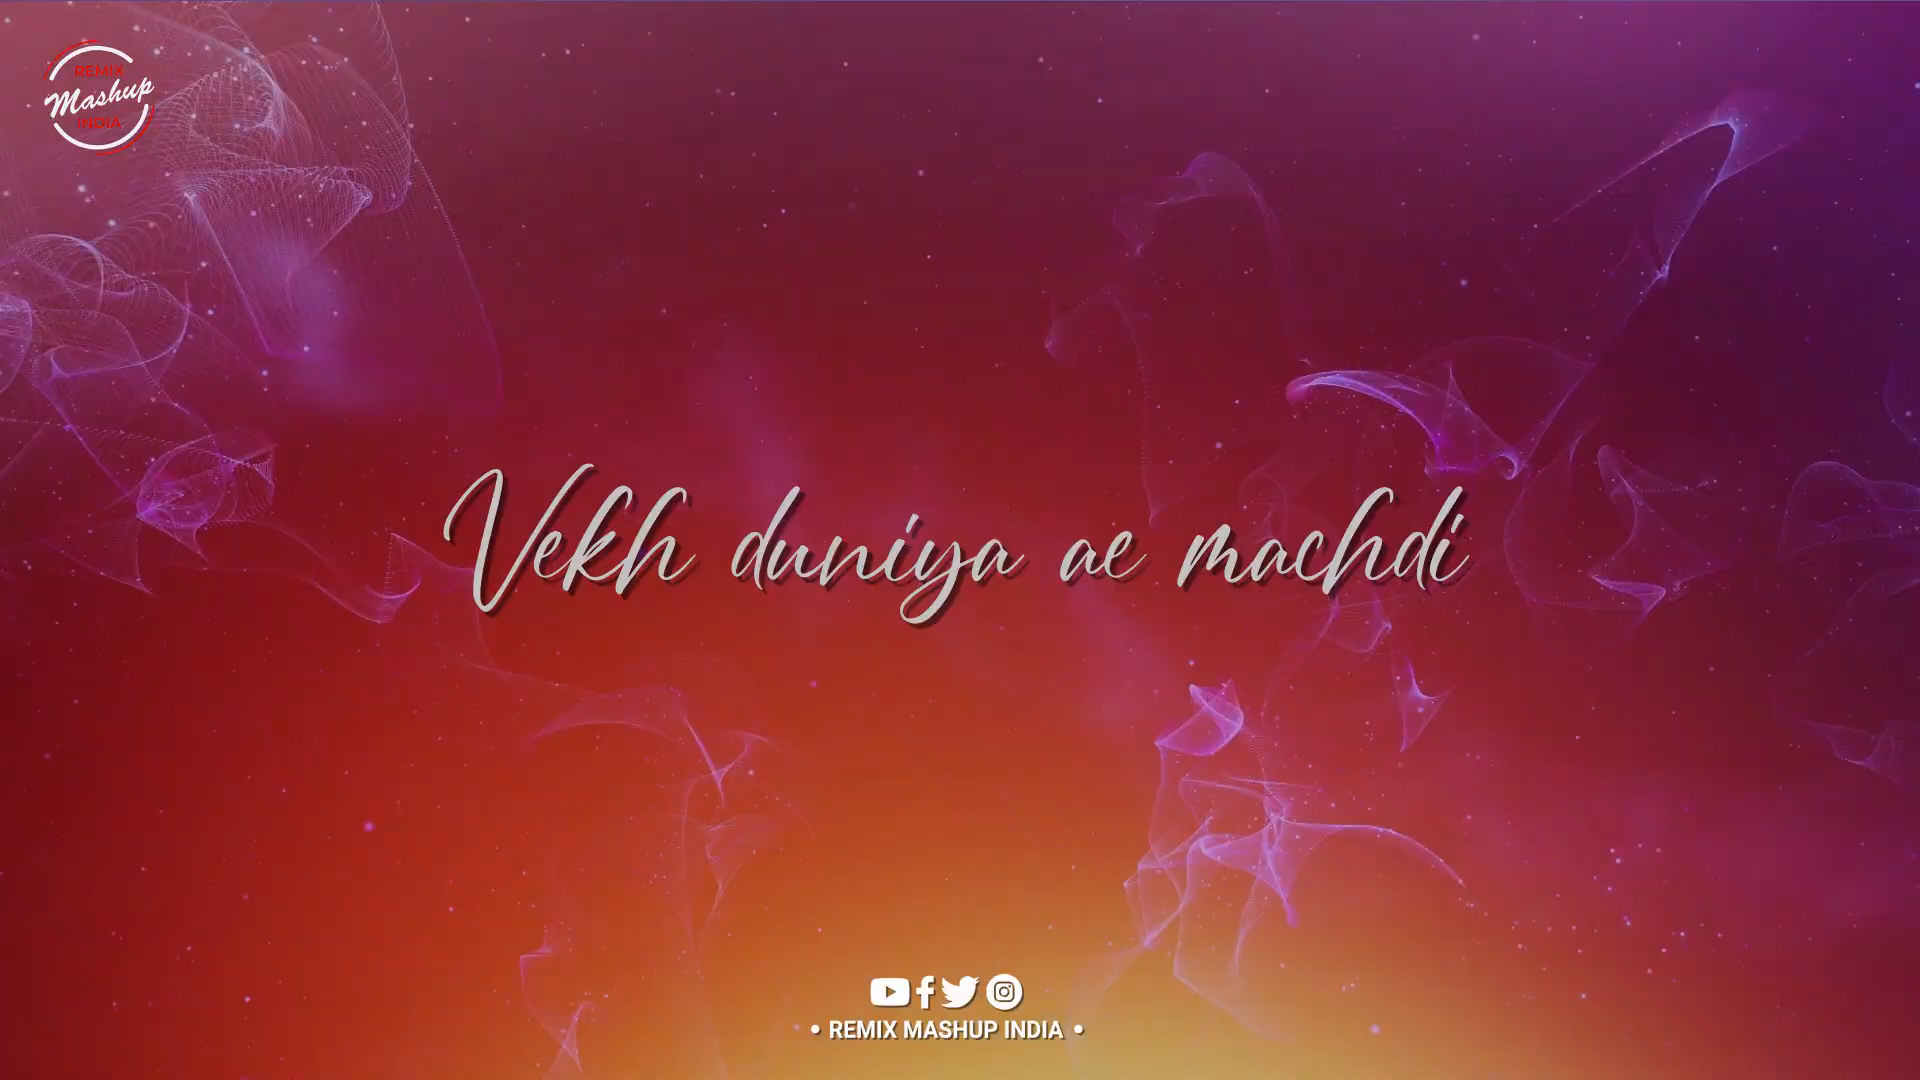 REMIX
Mashup
INDIA
Vekh duniya ae machdi
• REMIX MASHUP INDIA •